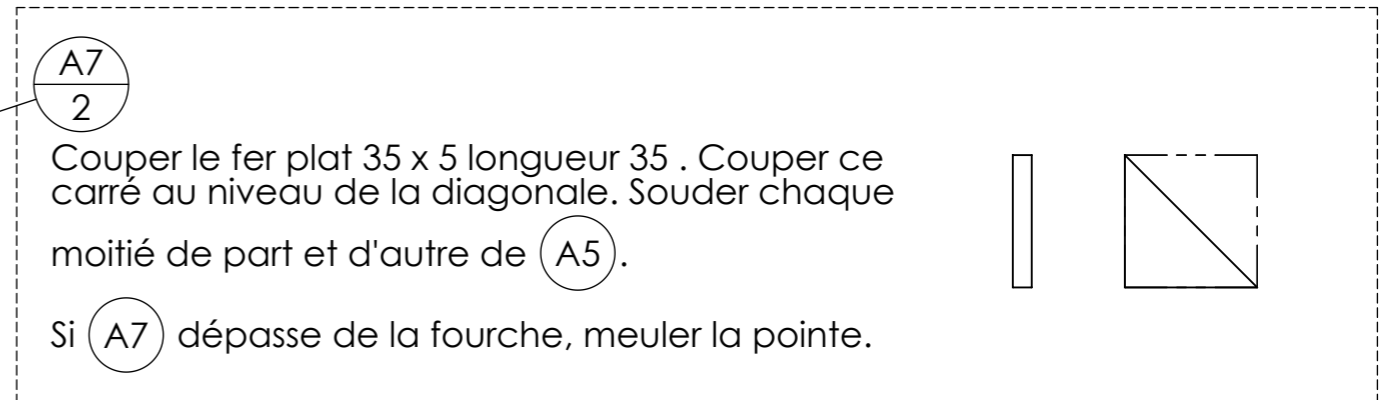 A7
2
Couper le fer plat 35 x 5 longueur 35 . Couper ce
carré au niveau de la diagonale. Souder chaque
moitié de part et d'autre de A5.
Si A7 dépasse de la fourche, meuler la pointe.